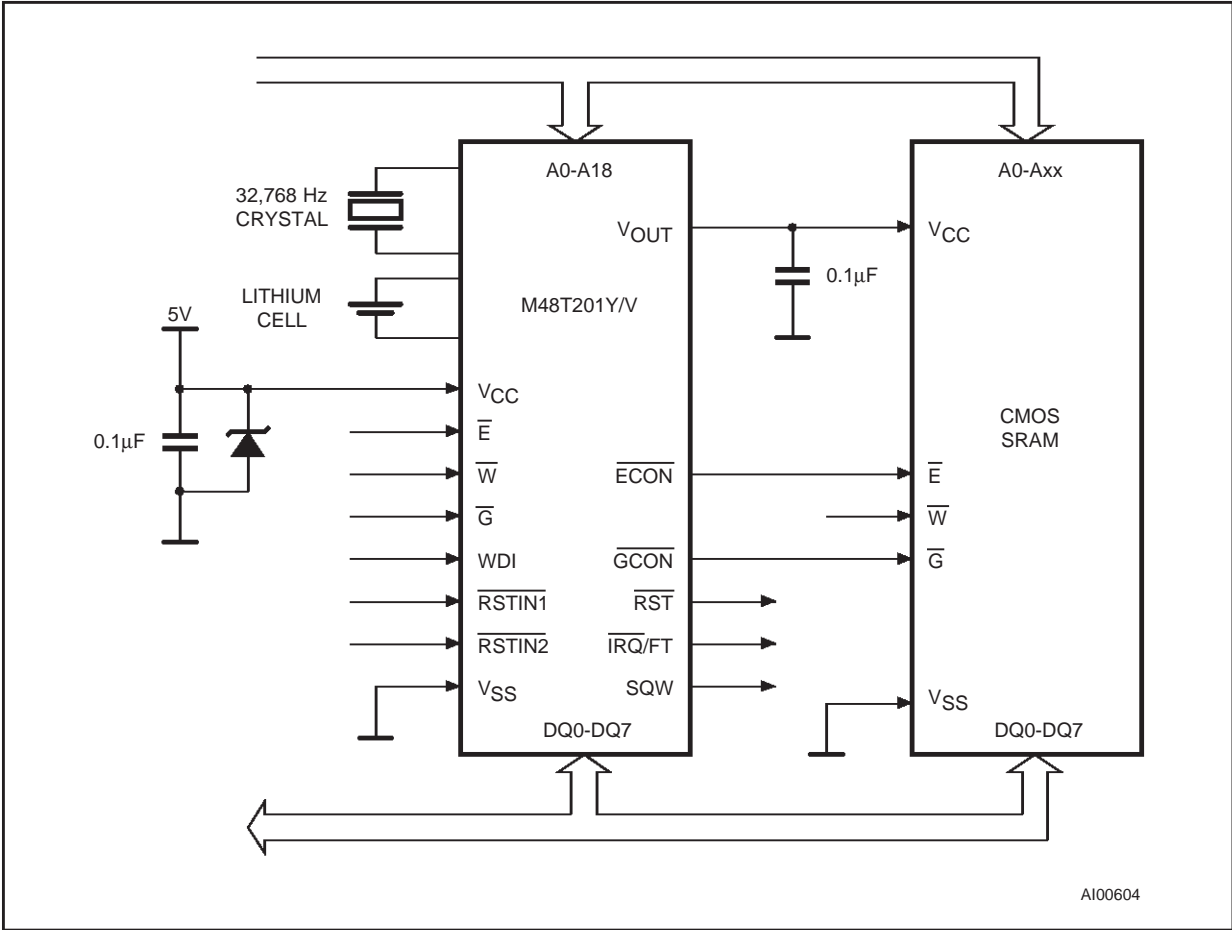 A0-A18
A0-Axx
32,768 Hz
CRYSTAL
VOUT
VCC
0.1μF
LITHIUM
CELL
M48T201Y/V
5V
VCC
0.1μF
CMOS
SRAM
E
W
G
WDI
RSTIN1
RSTIN2
VSS
ECON
GCON
RST
IRQ/FT
SQW
E
W
G
VSS
DQ0-DQ7
DQ0-DQ7
AI00604